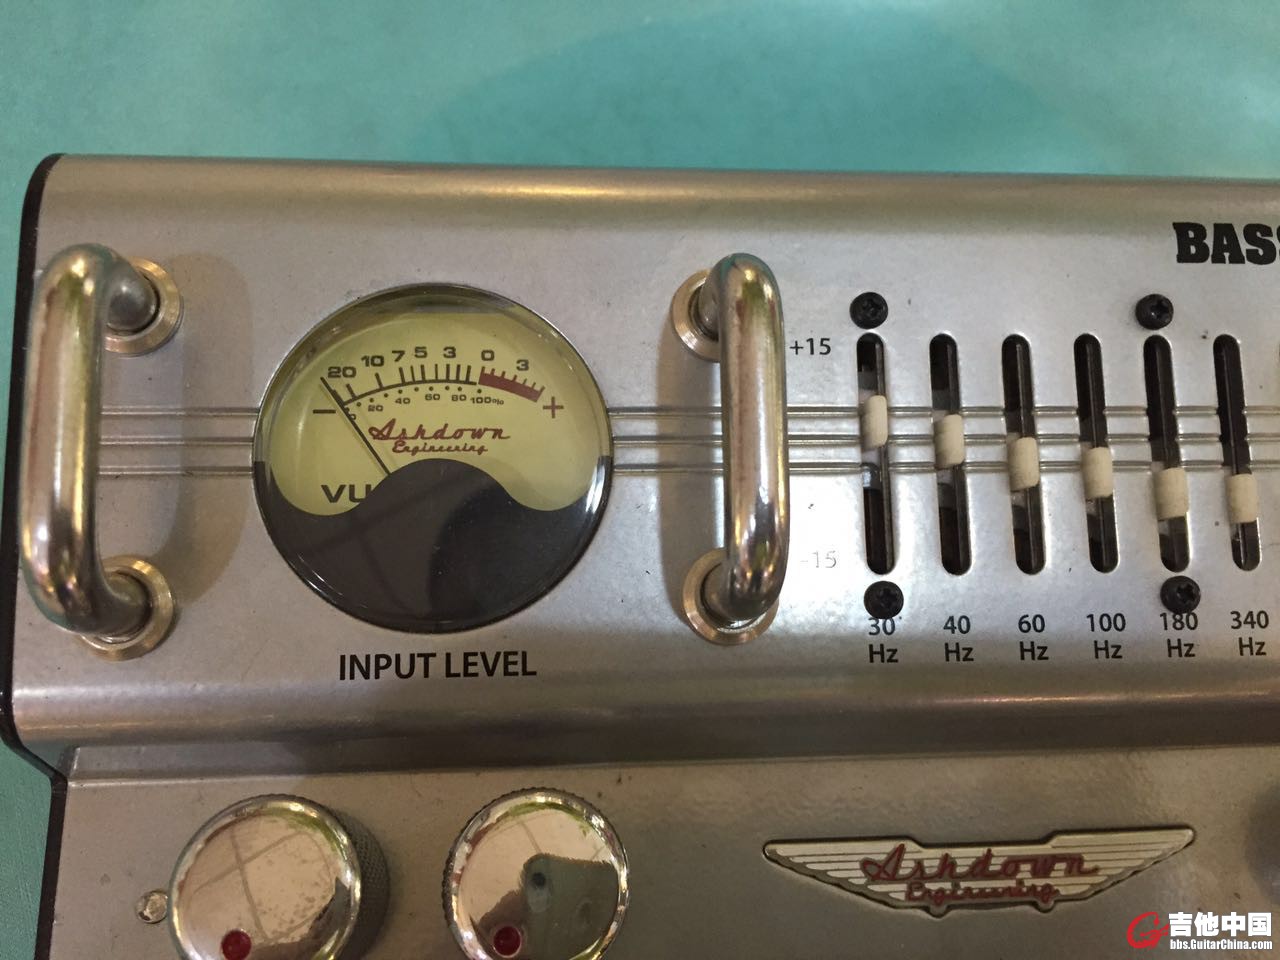 BASS
+15
20 10 7 5 3 0 3
- 0 20 40 60 80 100% +
Ashdown
Engineering
VU
-15
30 40 60 100 180 340
Hz Hz Hz Hz Hz Hz
INPUT LEVEL
Ashdown
Engineering
吉他中国
bbs.GuitarChina.com